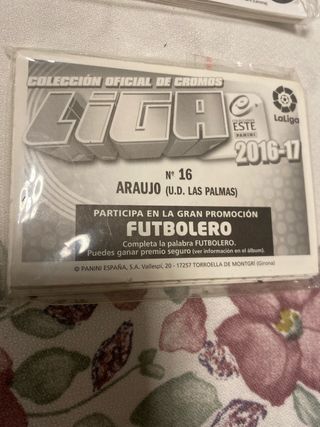 COLECCIÓN OFICIAL DE CROMOS
LIGA
ESTE
PANINI
LaLiga
2016-17
Nº 16
ARAUJO (U.D. LAS PALMAS)
PARTICIPA EN LA GRAN PROMOCIÓN
FUTBOLERO
Completa la palabra FUTBOLERO.
Puedes ganar premio seguro (ver información en el álbum).
© PANINI ESPAÑA, S.A. Vallespí, 20 - 17257 TORROELLA DE MONTGRÍ (Girona)